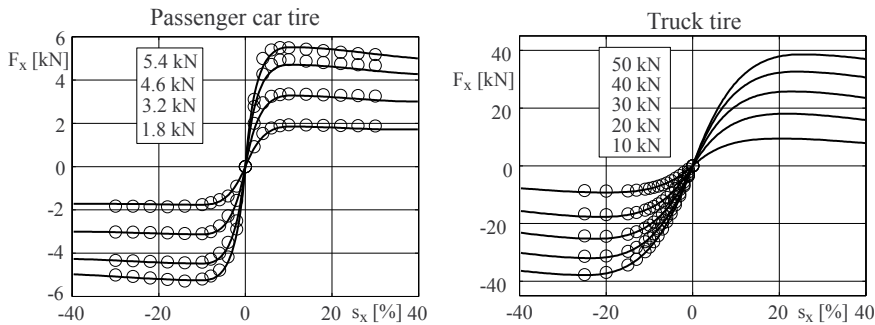 Passenger car tire
6
F_x [kN]
4
2
0
-2
-4
-6
5.4 kN
4.6 kN
3.2 kN
1.8 kN
-40 -20 0 s_x [%] 40
Truck tire
40
F_x [kN]
20
0
-20
-40
50 kN
40 kN
30 kN
20 kN
10 kN
-40 -20 0 s_x [%] 40